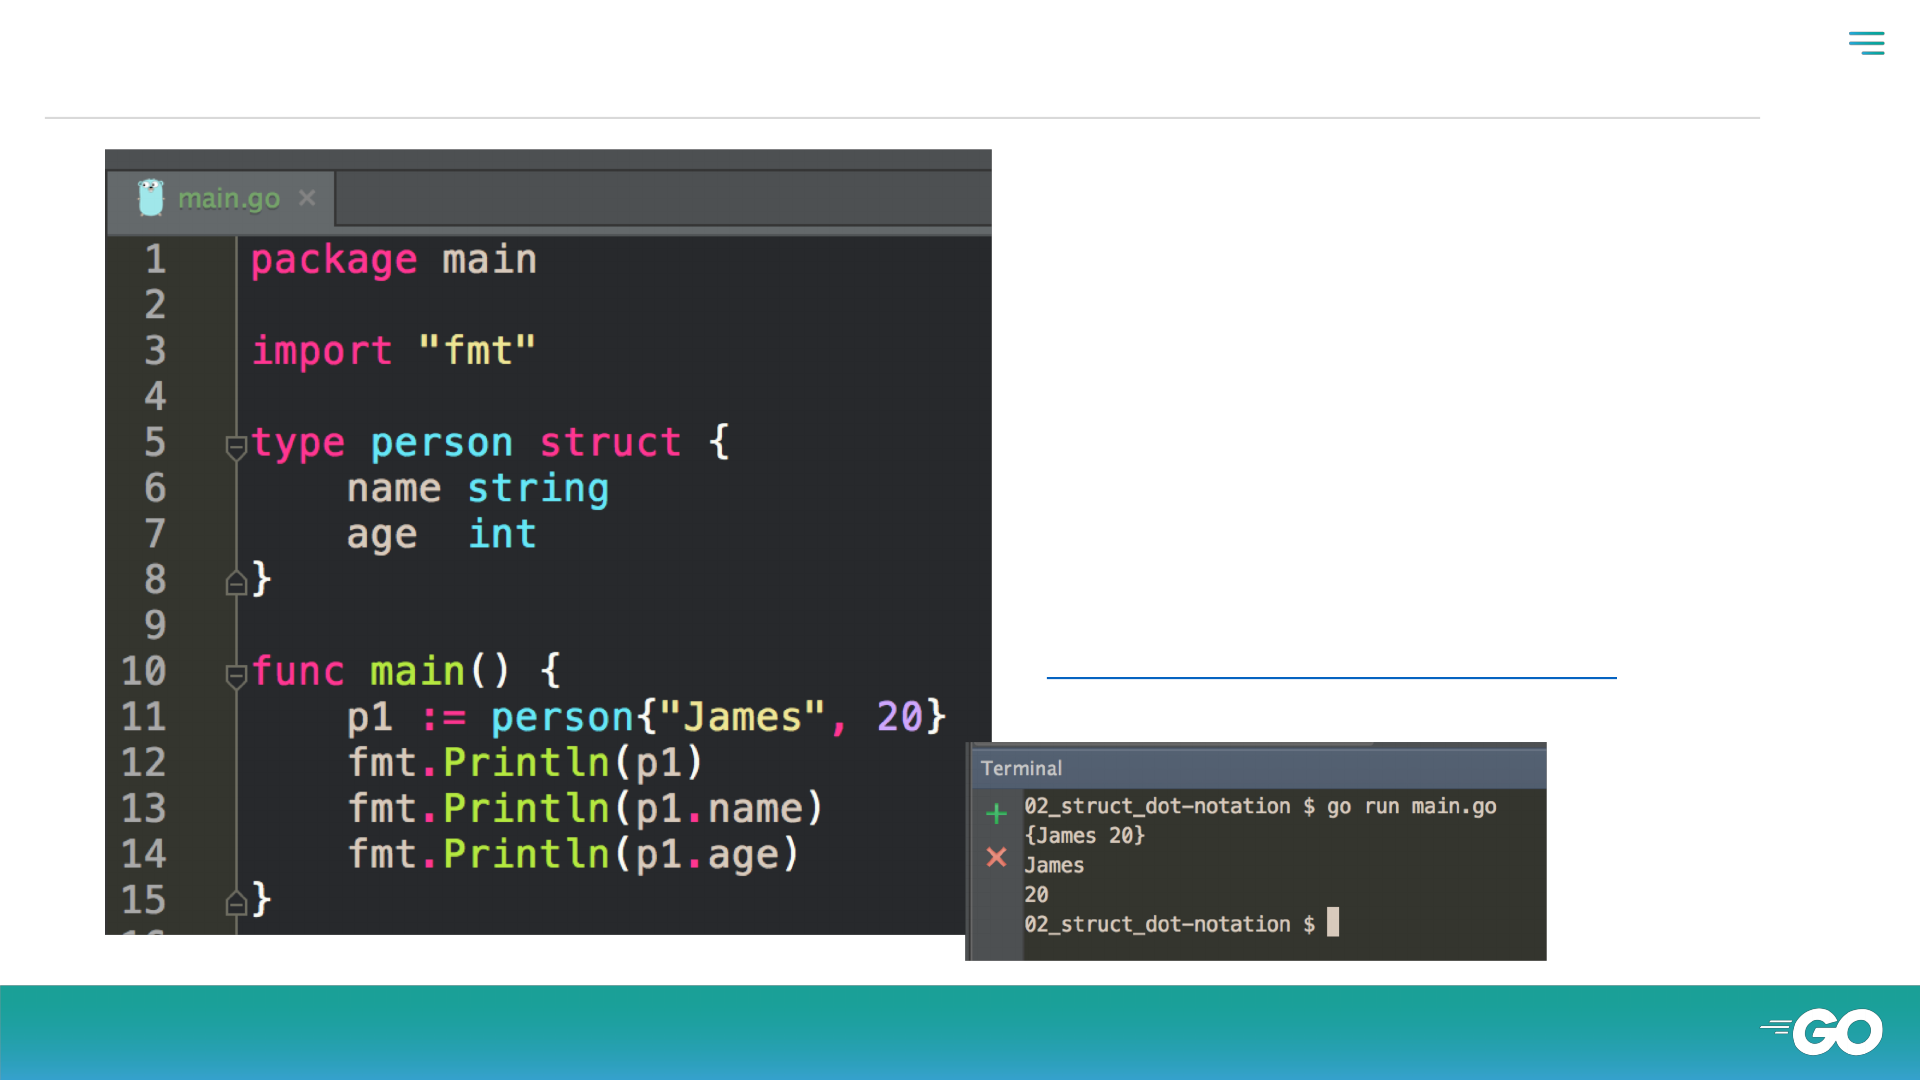 main.go
1 package main
2
3 import "fmt"
4
5 type person struct {
6 name string
7 age int
8 }
9
10 func main() {
11 p1 := person{"James", 20}
12 fmt.Println(p1)
13 fmt.Println(p1.name)
14 fmt.Println(p1.age)
15 }
Terminal
02_struct_dot-notation $ go run main.go
{James 20}
James
20
02_struct_dot-notation $
GO